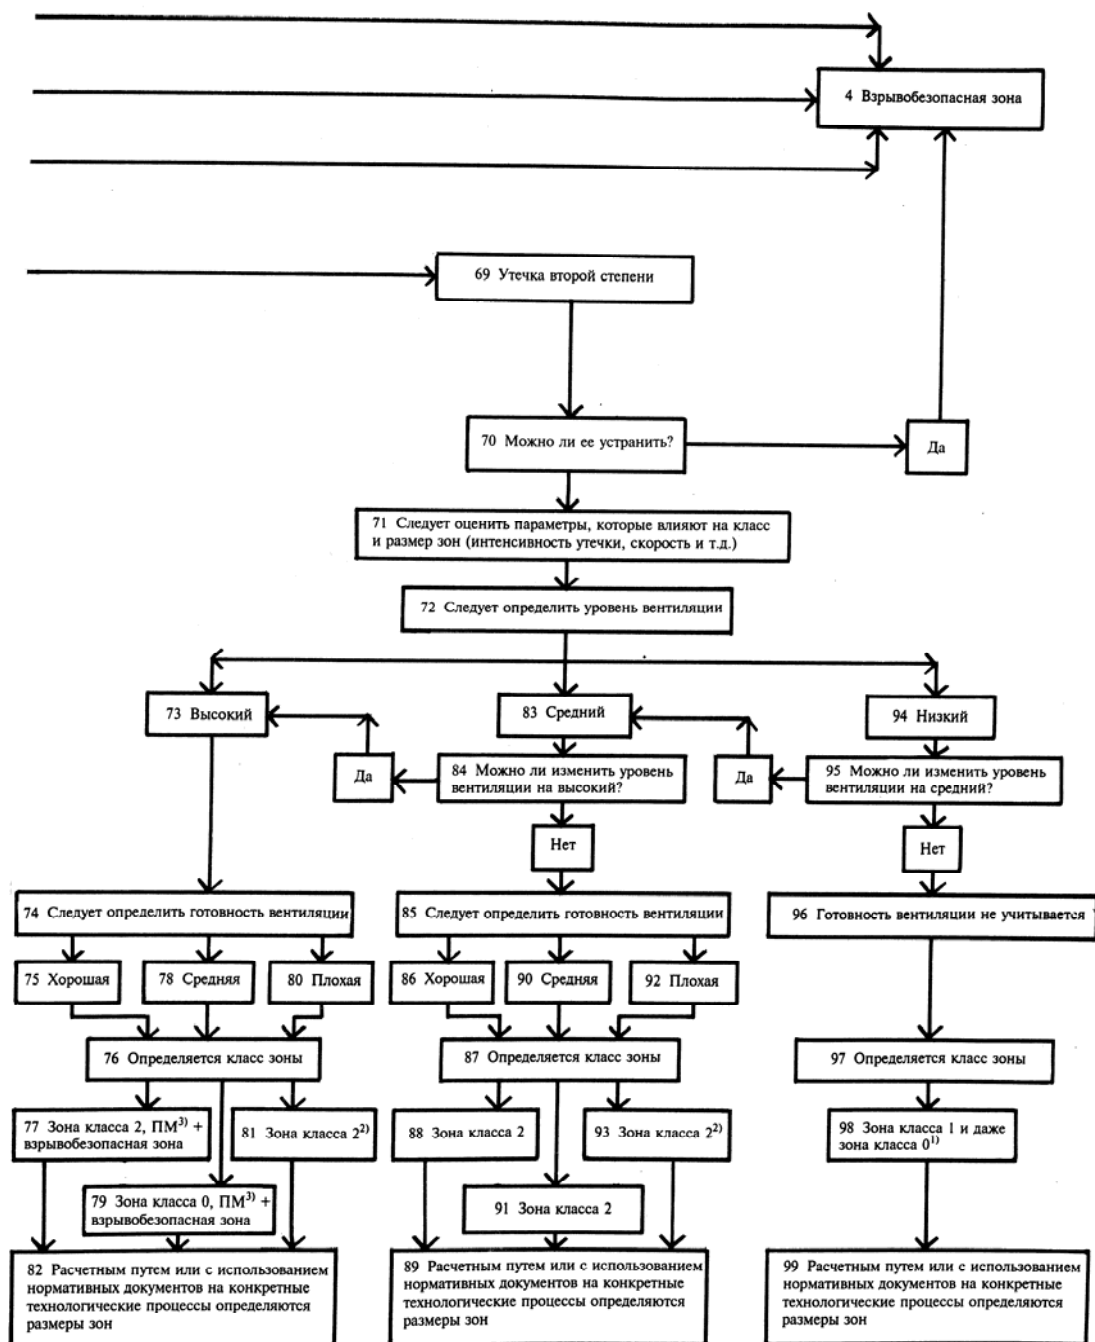 4 Взрывобезопасная зона
69 Утечка второй степени
70 Можно ли ее устранить?
Да
71 Следует оценить параметры, которые влияют на класс
и размер зон (интенсивность утечки, скорость и т.д.)
72 Следует определить уровень вентиляции
73 Высокий
83 Средний
94 Низкий
Да
84 Можно ли изменить уровень
вентиляции на высокий?
Да
95 Можно ли изменить уровень
вентиляции на средний?
Нет
Нет
74 Следует определить готовность вентиляции
85 Следует определить готовность вентиляции
96 Готовность вентиляции не учитывается
75 Хорошая
78 Средняя
80 Плохая
86 Хорошая
90 Средняя
92 Плохая
76 Определяется класс зоны
87 Определяется класс зоны
97 Определяется класс зоны
77 Зона класса 2, ПМ3) +
взрывобезопасная зона
81 Зона класса 22)
88 Зона класса 2
93 Зона класса 22)
98 Зона класса 1 и даже
зона класса 01)
79 Зона класса 0, ПМ3) +
взрывобезопасная зона
91 Зона класса 2
82 Расчетным путем или с использованием
нормативных документов на конкретные
технологические процессы определяются
размеры зон
89 Расчетным путем или с использованием
нормативных документов на конкретные
технологические процессы определяются
размеры зон
99 Расчетным путем или с использованием
нормативных документов на конкретные
технологические процессы определяются
размеры зон